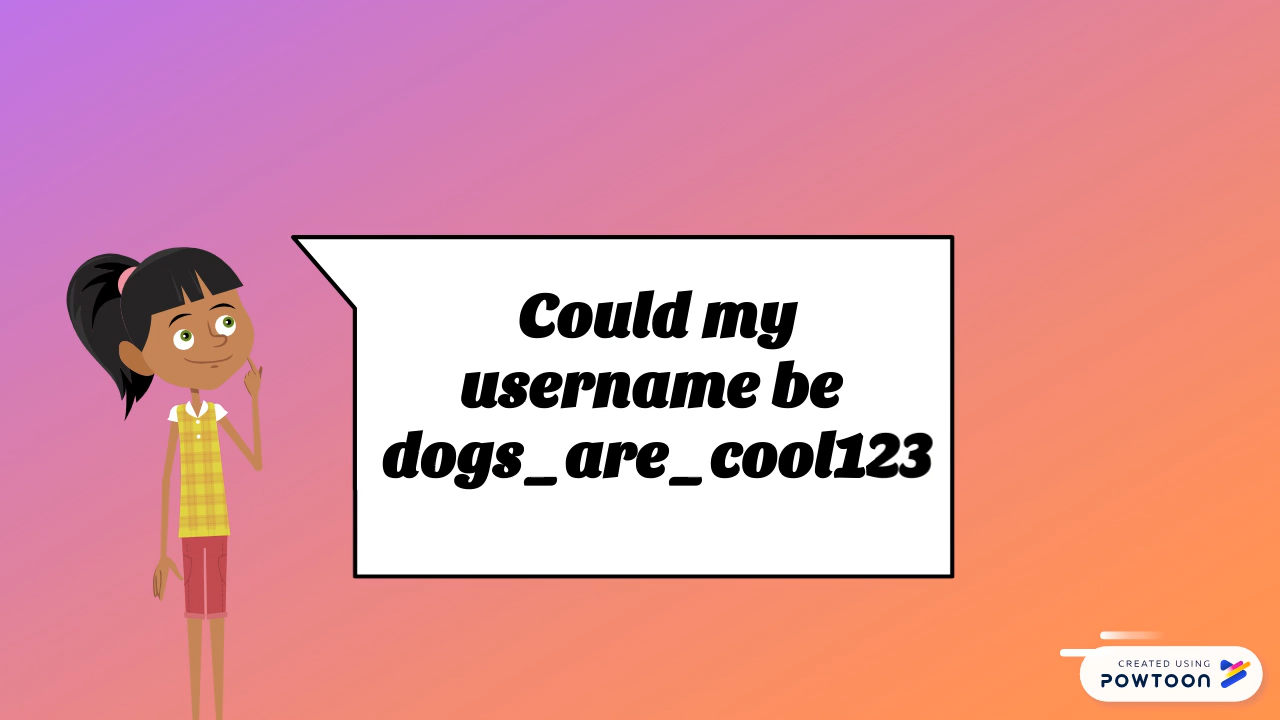 Could my
username be
dogs_are_cool123
CREATED USING
POWTOON